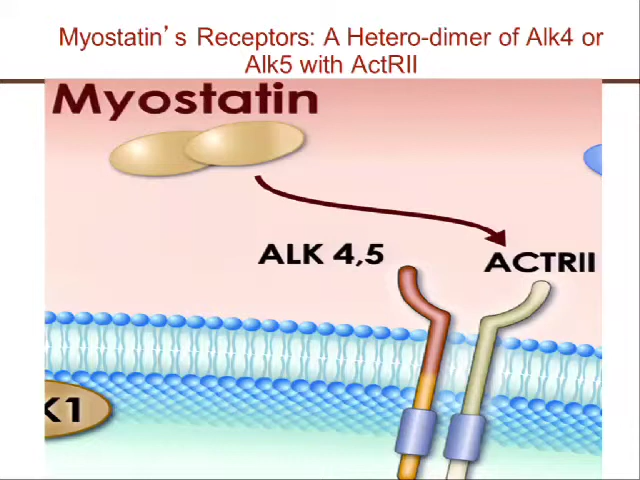 Myostatin's Receptors: A Hetero-dimer of Alk4 or
Alk5 with ActRII
Myostatin
ALK 4,5
ACTRII
K1